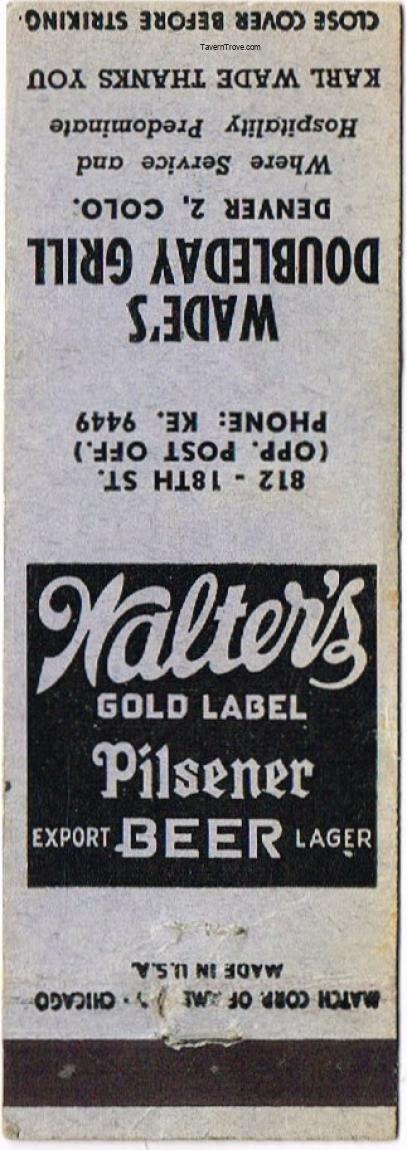 CLOSE COVER BEFORE STRIKING.
TavernTrove.com
KARL WADE THANKS YOU
Where Service and
Hospitality Predominate
WADE'S
DOUBLEDAY GRILL
DENVER 2, COLO.
812 - 18TH ST.
(OPP. POST OFF.)
PHONE: KE. 9449
Walter's
GOLD LABEL
Pilsener
EXPORT BEER LAGER
MATCH CORP. OF CHICAGO
MADE IN U.S.A.